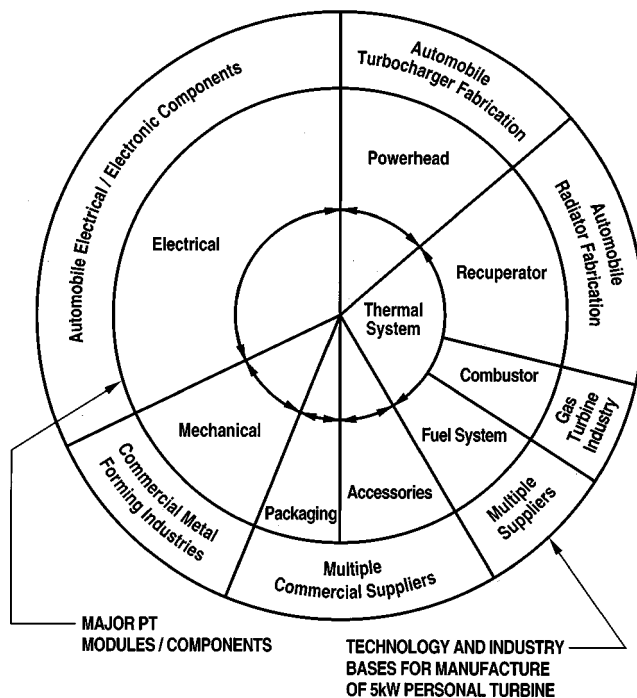 Automobile
Turbocharger Fabrication
Automobile Electrical / Electronic Components
Powerhead
Automobile
Radiator Fabrication
Electrical
Recuperator
Thermal
System
Combustor
Gas
Turbine
Industry
Mechanical
Fuel System
Commercial Metal
Forming Industries
Packaging
Accessories
Multiple
Suppliers
Multiple
Commercial Suppliers
MAJOR PT
MODULES / COMPONENTS
TECHNOLOGY AND INDUSTRY
BASES FOR MANUFACTURE
OF 5kW PERSONAL TURBINE